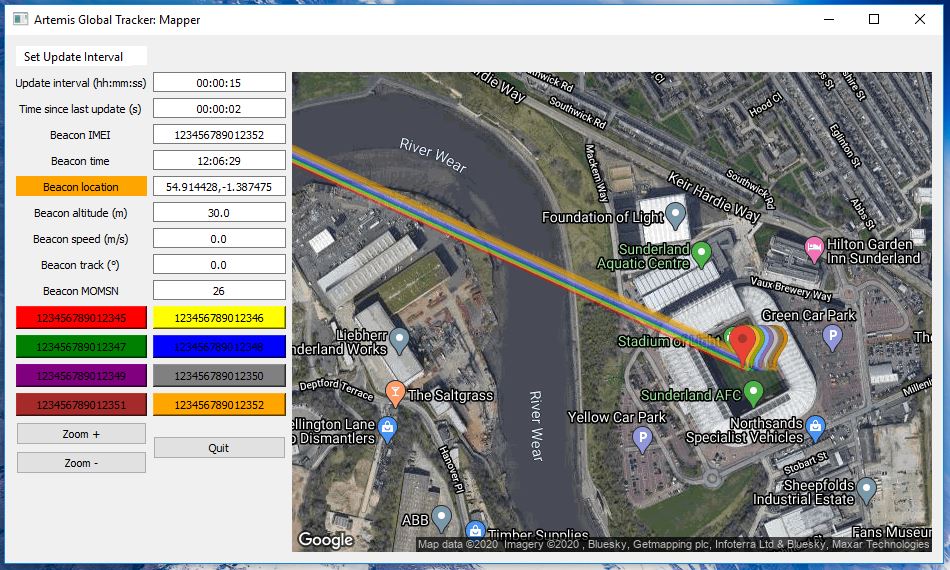 Artemis Global Tracker: Mapper
Set Update Interval
Update interval (hh:mm:ss) 00:00:15
Time since last update (s) 00:00:02
Beacon IMEI 123456789012352
Beacon time 12:06:29
Beacon location 54.914428,-1.387475
Beacon altitude (m) 30.0
Beacon speed (m/s) 0.0
Beacon track (°) 0.0
Beacon MOMSN 26
123456789012345 123456789012346
123456789012347 123456789012348
123456789012349 123456789012350
123456789012351 123456789012352
Zoom +
Zoom -
Quit
Hardie Way
Southwick Rd
Southwick Rd
Hood Cl
Eglinton St
Abbs St
River Wear
Mackem Way
Keir Hardie Way
Southwick Rd
Foundation of Light
Sunderland
Aquatic Centre
Hilton Garden
Inn Sunderland
Vaux Brewery Way
Green Car Park
Stadium of Light
Liebherr
nderland Works
Deptford Terrace
The Saltgrass
Sunderland AFC
Yellow Car Park
River Wear
Northsands
Specialist Vehicles
ellington Lane
Dismantlers
Hanover Pl
Stobart St
Sheepfolds
Industrial Estate
ABB
Timber Supplies
Fans Museum
Google
Map data ©2020 Imagery ©2020 , Bluesky, Getmapping plc, Infoterra Ltd & Bluesky, Maxar Technologies